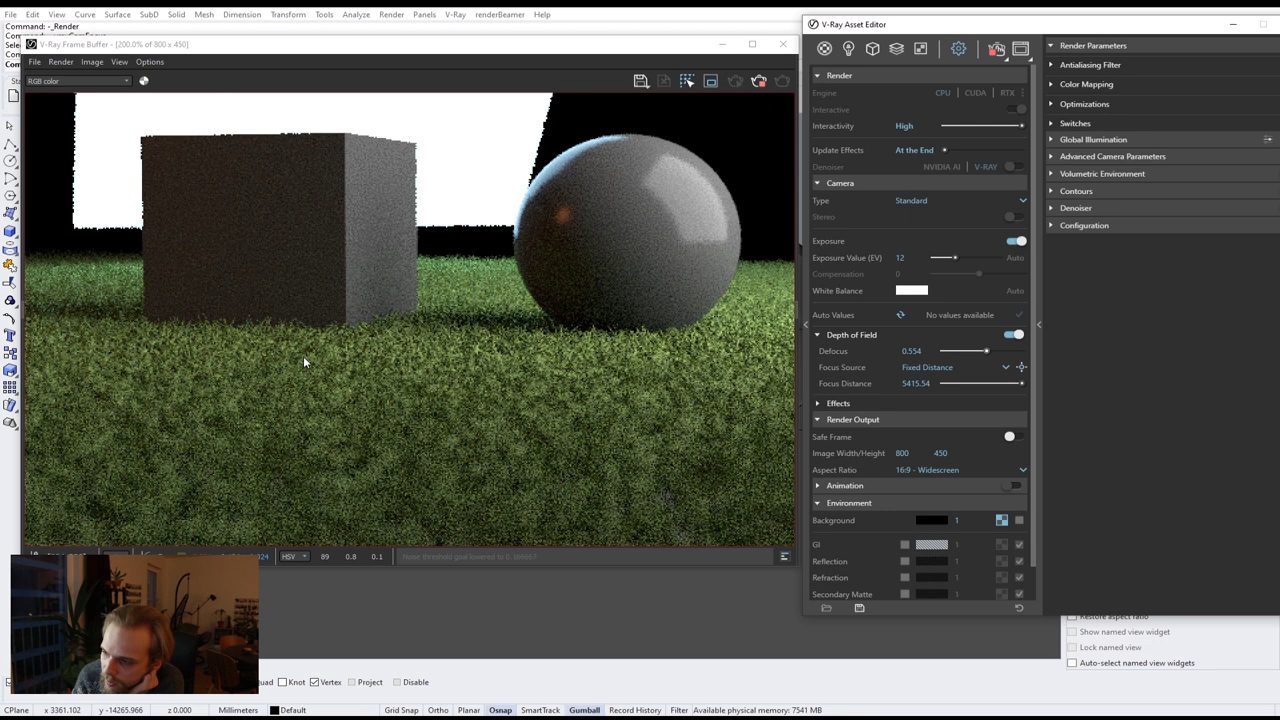 File Edit View Curve Surface SubD Solid Mesh Dimension Transform Tools Analyze Render Panels V-Ray renderBeamer Help
Command: -_Render
V-Ray Frame Buffer - [200.0% of 800 x 450]
File Render Image View Options
RGB color
HSV 89 0.8 0.1 Noise threshold goal lowered to
V-Ray Asset Editor
Render
Engine CPU CUDA RTX
Interactive
Interactivity High
Update Effects At the End
Denoiser NVIDIA AI V-RAY
Camera
Type Standard
Stereo
Exposure
Exposure Value (EV) 12 Auto
Compensation 0
White Balance Auto
Auto Values No values available
Depth of Field
Defocus 0.554
Focus Source Fixed Distance
Focus Distance 5415.54
Effects
Render Output
Safe Frame
Image Width/Height 800 450
Aspect Ratio 16:9 - Widescreen
Animation
Environment
Background 1
GI 1
Reflection 1
Refraction 1
Secondary Matte 1
Render Parameters
Antialiasing Filter
Color Mapping
Optimizations
Switches
Global Illumination
Advanced Camera Parameters
Volumetric Environment
Contours
Denoiser
Configuration
Restore aspect ratio
Show named view widget
Lock named view
Auto-select named view widgets
Knot Vertex Project Disable
CPlane x 3361.102 y -14265.966 z 0.000 Millimeters Default Grid Snap Ortho Planar Osnap SmartTrack Gumball Record History Filter Available physical memory: 7541 MB